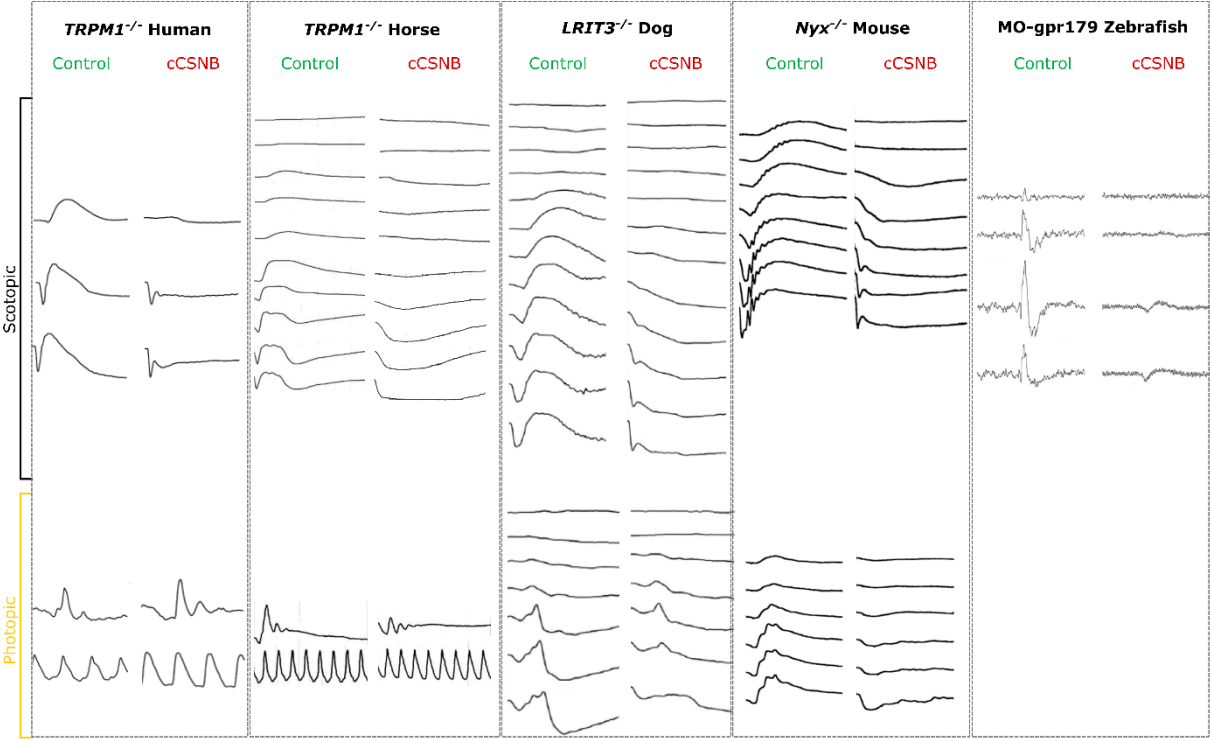 TRPM1-/- Human
TRPM1-/- Horse
LRIT3-/- Dog
Nyx-/- Mouse
MO-gpr179 Zebrafish
Control cCSNB
Control cCSNB
Control cCSNB
Control cCSNB
Control cCSNB
Scotopic
Photopic